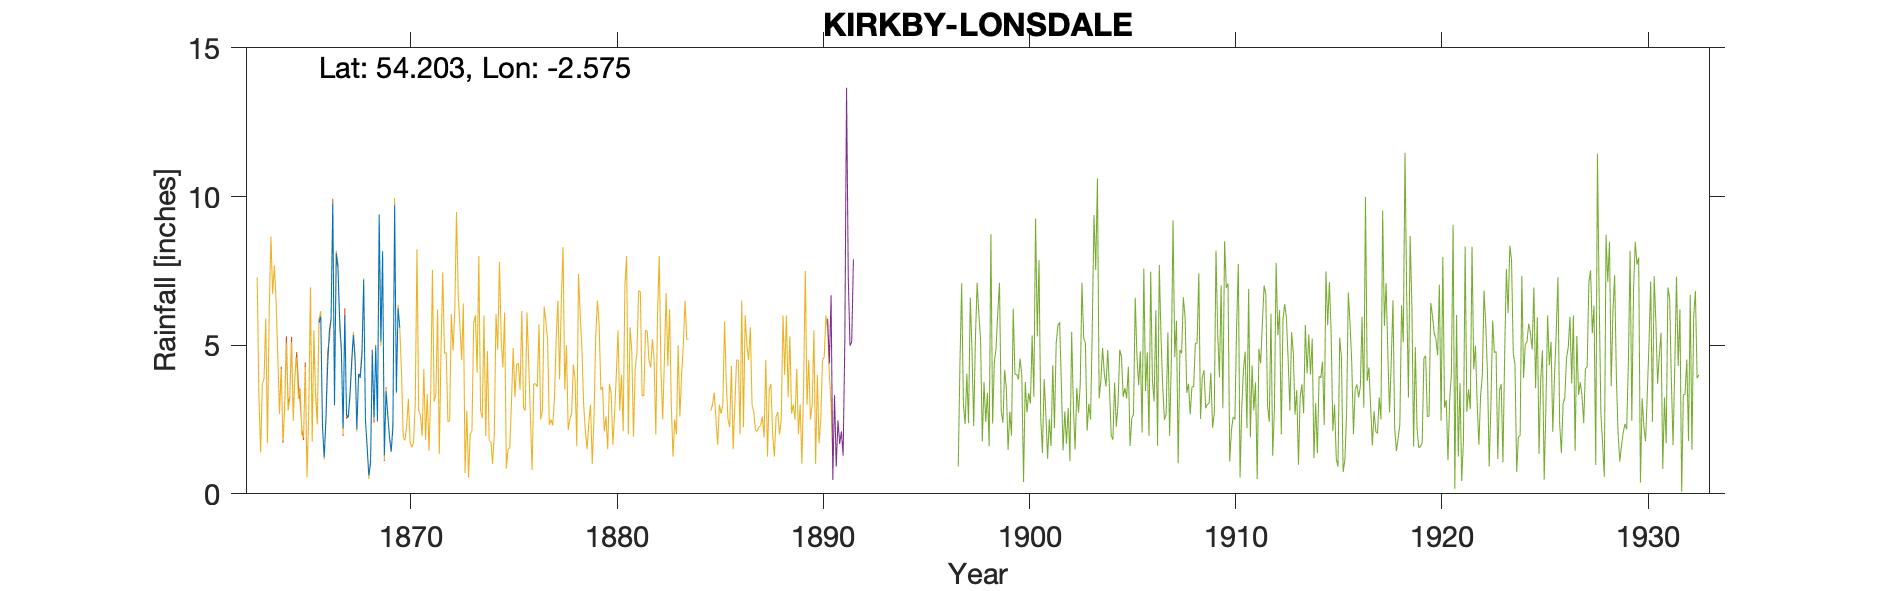 KIRKBY-LONSDALE
Lat: 54.203, Lon: -2.575
15
10
5
0
Rainfall [inches]
1870 1880 1890 1900 1910 1920 1930
Year